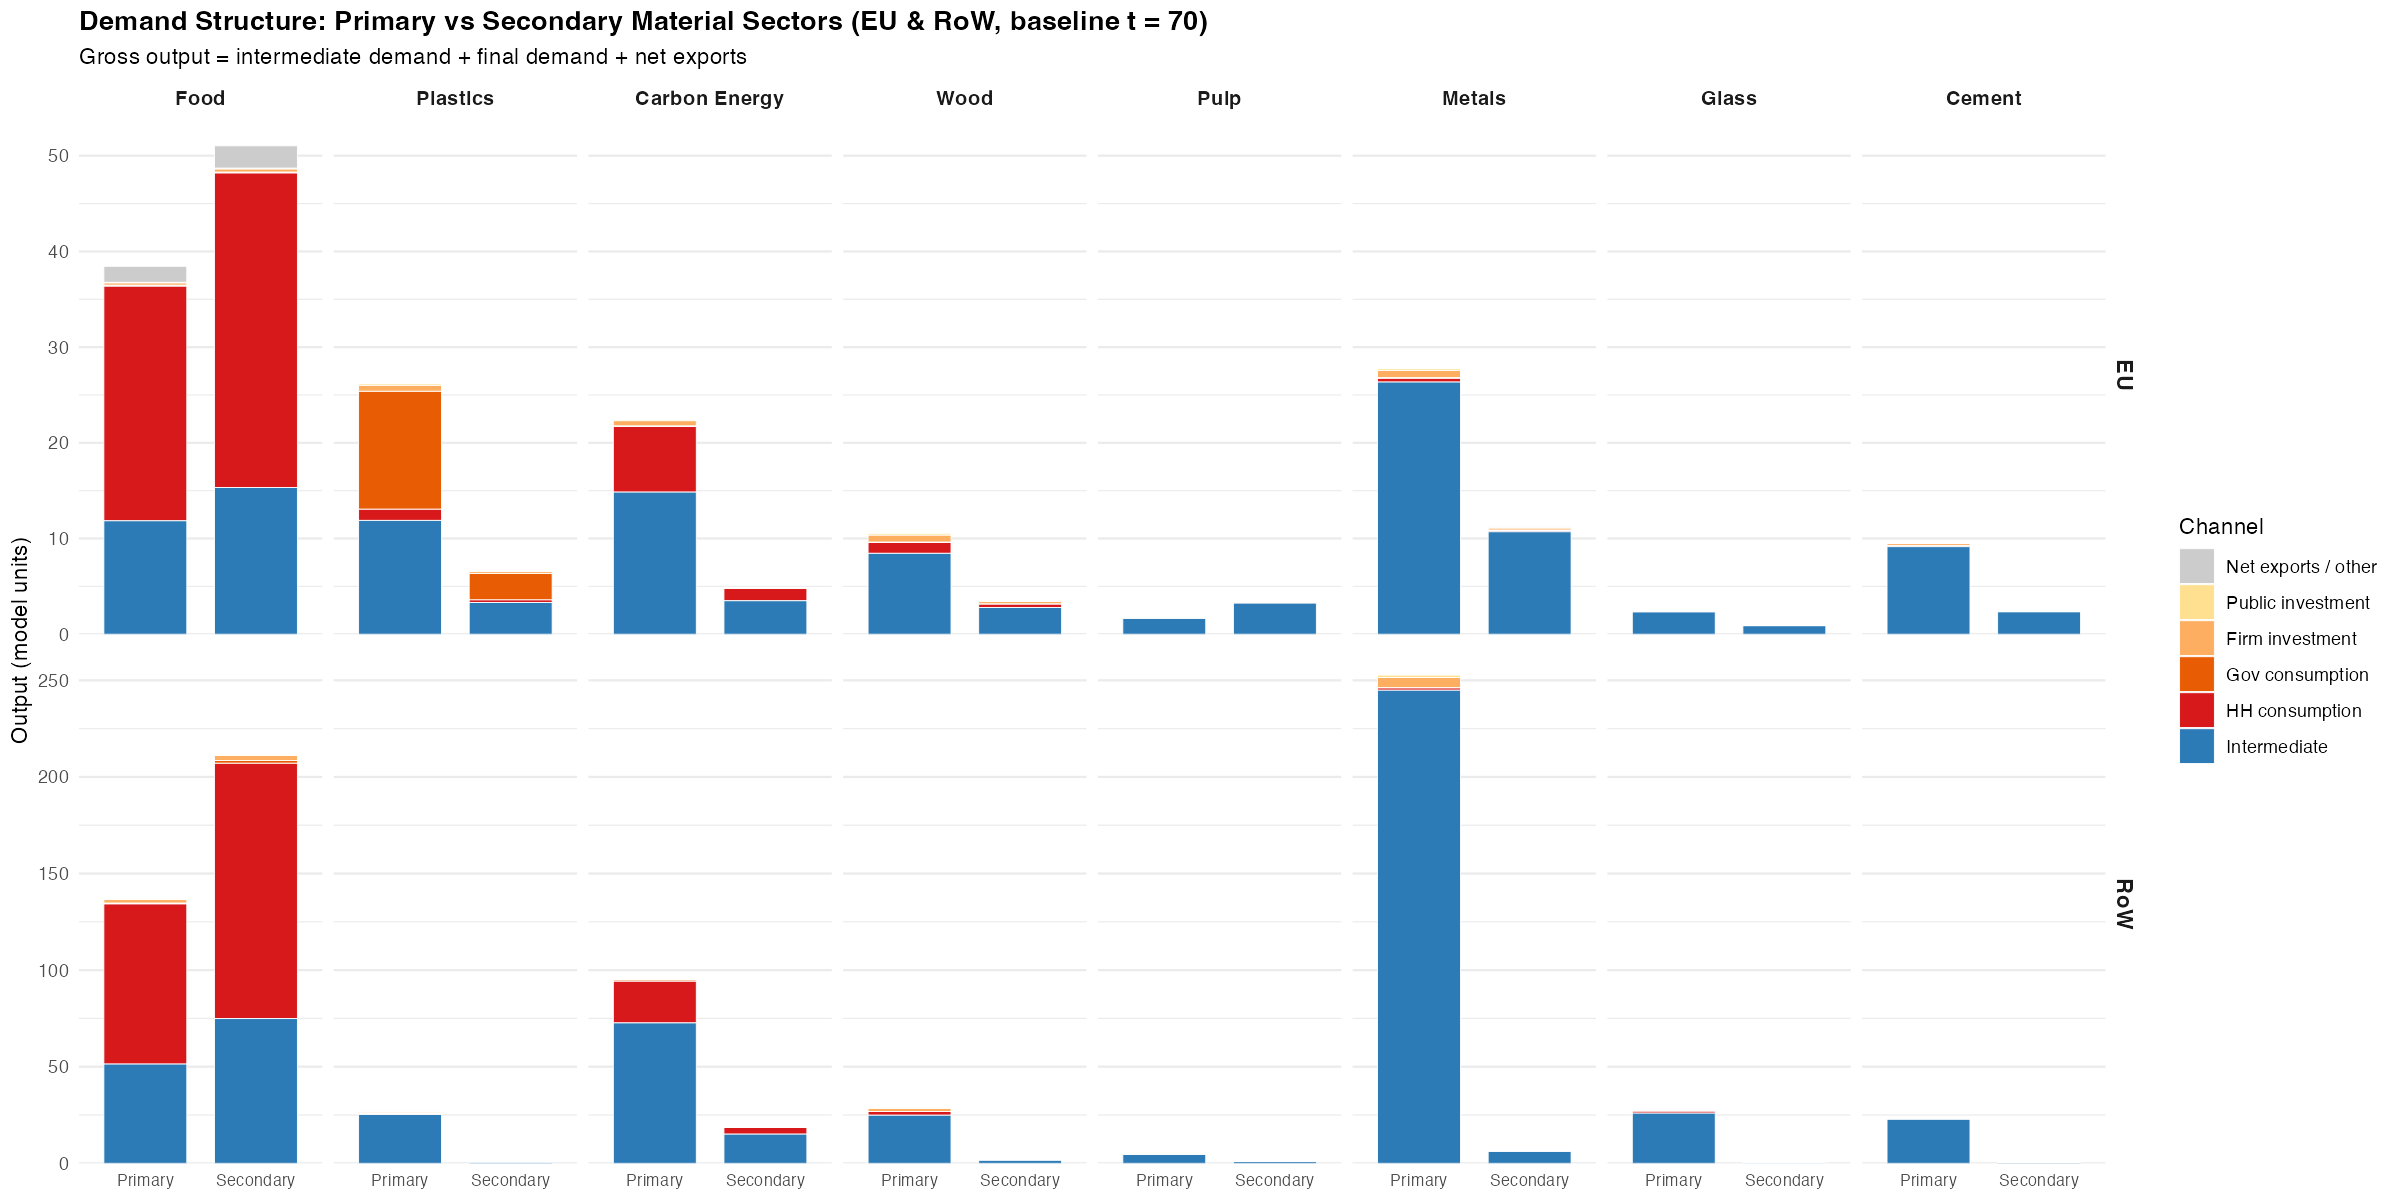 Demand Structure: Primary vs Secondary Material Sectors (EU & RoW, baseline t = 70)
Gross output = intermediate demand + final demand + net exports
Food Plastics Carbon Energy Wood Pulp Metals Glass Cement
50
40
30
20
10
0
EU
250
200
150
100
50
0
RoW
Output (model units)
Primary Secondary Primary Secondary Primary Secondary Primary Secondary Primary Secondary Primary Secondary Primary Secondary Primary Secondary
Channel
Net exports / other
Public investment
Firm investment
Gov consumption
HH consumption
Intermediate